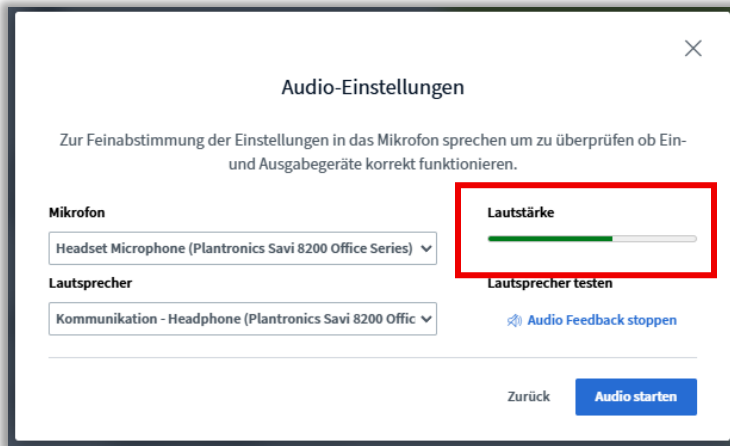 Audio-Einstellungen
Zur Feinabstimmung der Einstellungen in das Mikrofon sprechen um zu überprüfen ob Ein-
und Ausgabegeräte korrekt funktionieren.
Mikrofon
Headset Microphone (Plantronics Savi 8200 Office Series)
Lautstärke
Lautsprecher
Kommunikation - Headphone (Plantronics Savi 8200 Offic
Lautsprecher testen
Audio Feedback stoppen
Zurück
Audio starten